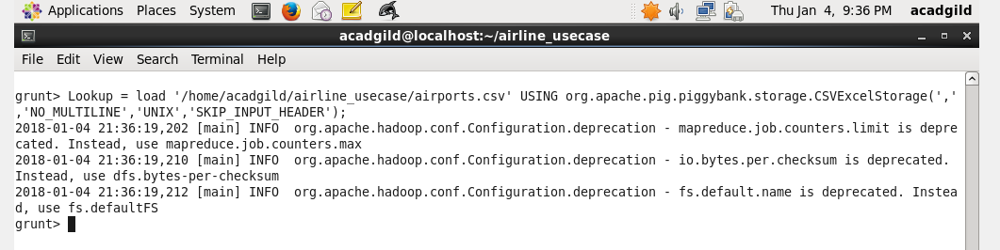 Applications Places System Thu Jan 4, 9:36 PM acadgild
acadgild@localhost:~/airline_usecase
File Edit View Search Terminal Help
grunt> Lookup = load '/home/acadgild/airline_usecase/airports.csv' USING org.apache.pig.piggybank.storage.CSVExcelStorage(','
,'NO_MULTILINE','UNIX','SKIP_INPUT_HEADER');
2018-01-04 21:36:19,202 [main] INFO  org.apache.hadoop.conf.Configuration.deprecation - mapreduce.job.counters.limit is depre
cated. Instead, use mapreduce.job.counters.max
2018-01-04 21:36:19,210 [main] INFO  org.apache.hadoop.conf.Configuration.deprecation - io.bytes.per.checksum is deprecated.
Instead, use dfs.bytes-per-checksum
2018-01-04 21:36:19,212 [main] INFO  org.apache.hadoop.conf.Configuration.deprecation - fs.default.name is deprecated. Instea
d, use fs.defaultFS
grunt>